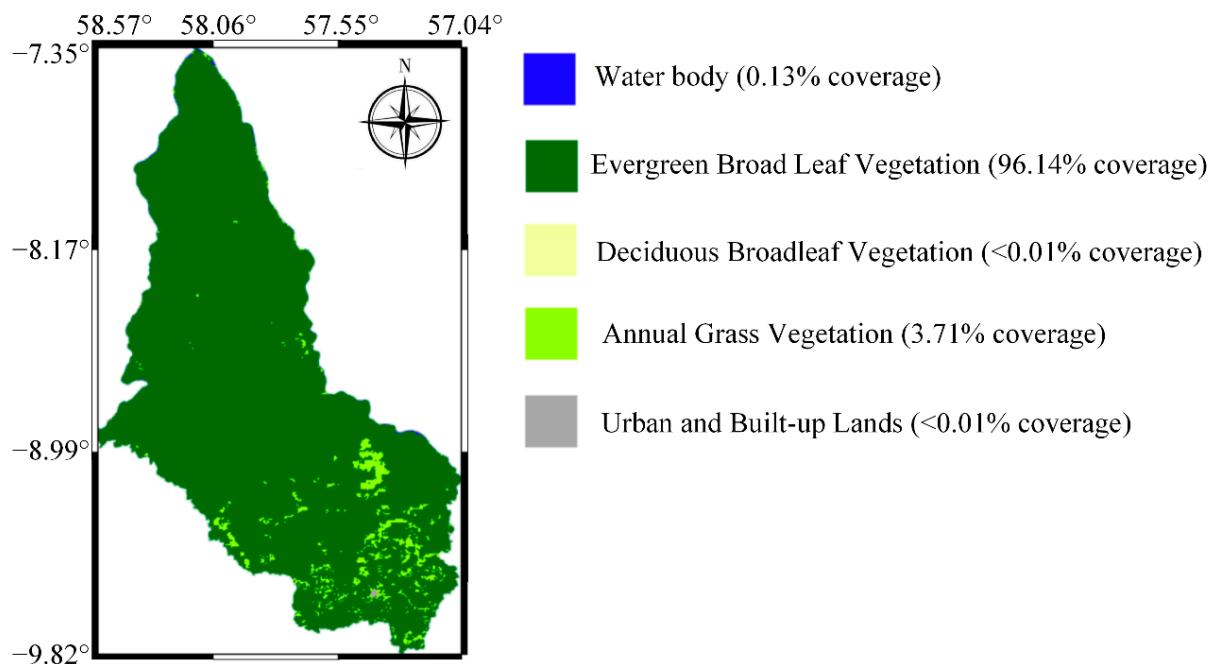 58.57° 58.06° 57.55° 57.04°
−7.35°
N
Water body (0.13% coverage)
Evergreen Broad Leaf Vegetation (96.14% coverage)
−8.17°
Deciduous Broadleaf Vegetation (<0.01% coverage)
Annual Grass Vegetation (3.71% coverage)
Urban and Built-up Lands (<0.01% coverage)
−8.99°
−9.82°